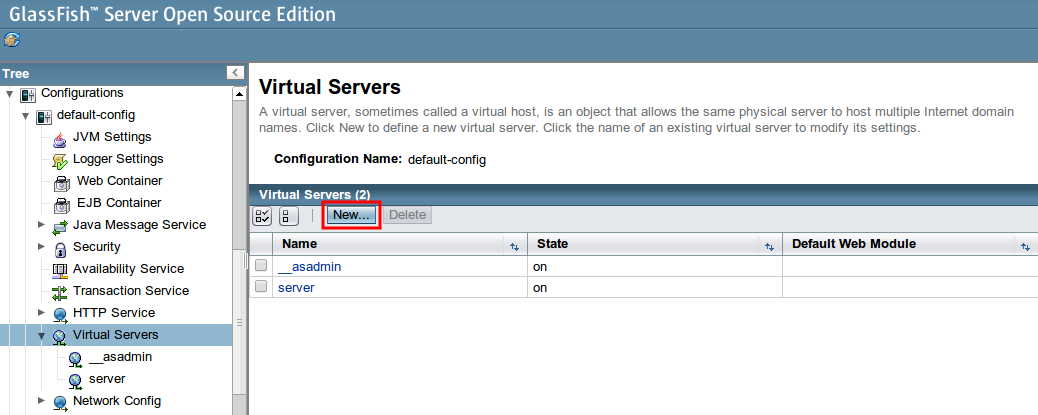 GlassFish™ Server Open Source Edition
Tree
Configurations
default-config
JVM Settings
Logger Settings
Web Container
EJB Container
Java Message Service
Security
Availability Service
Transaction Service
HTTP Service
Virtual Servers
__asadmin
server
Network Config
Virtual Servers
A virtual server, sometimes called a virtual host, is an object that allows the same physical server to host multiple Internet domain
names. Click New to define a new virtual server. Click the name of an existing virtual server to modify its settings.
Configuration Name: default-config
Virtual Servers (2)
New... Delete
Name State Default Web Module
__asadmin on
server on